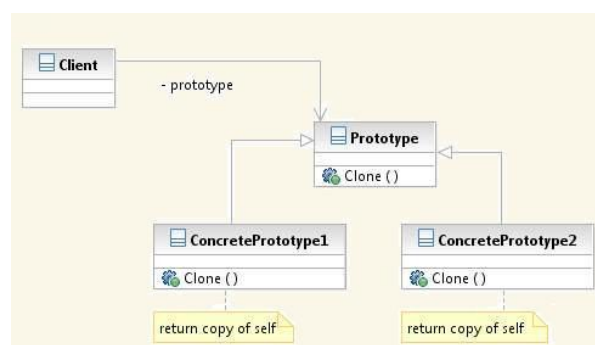 Client
- prototype
Prototype
Clone ( )
ConcretePrototype1
Clone ( )
ConcretePrototype2
Clone ( )
return copy of self
return copy of self